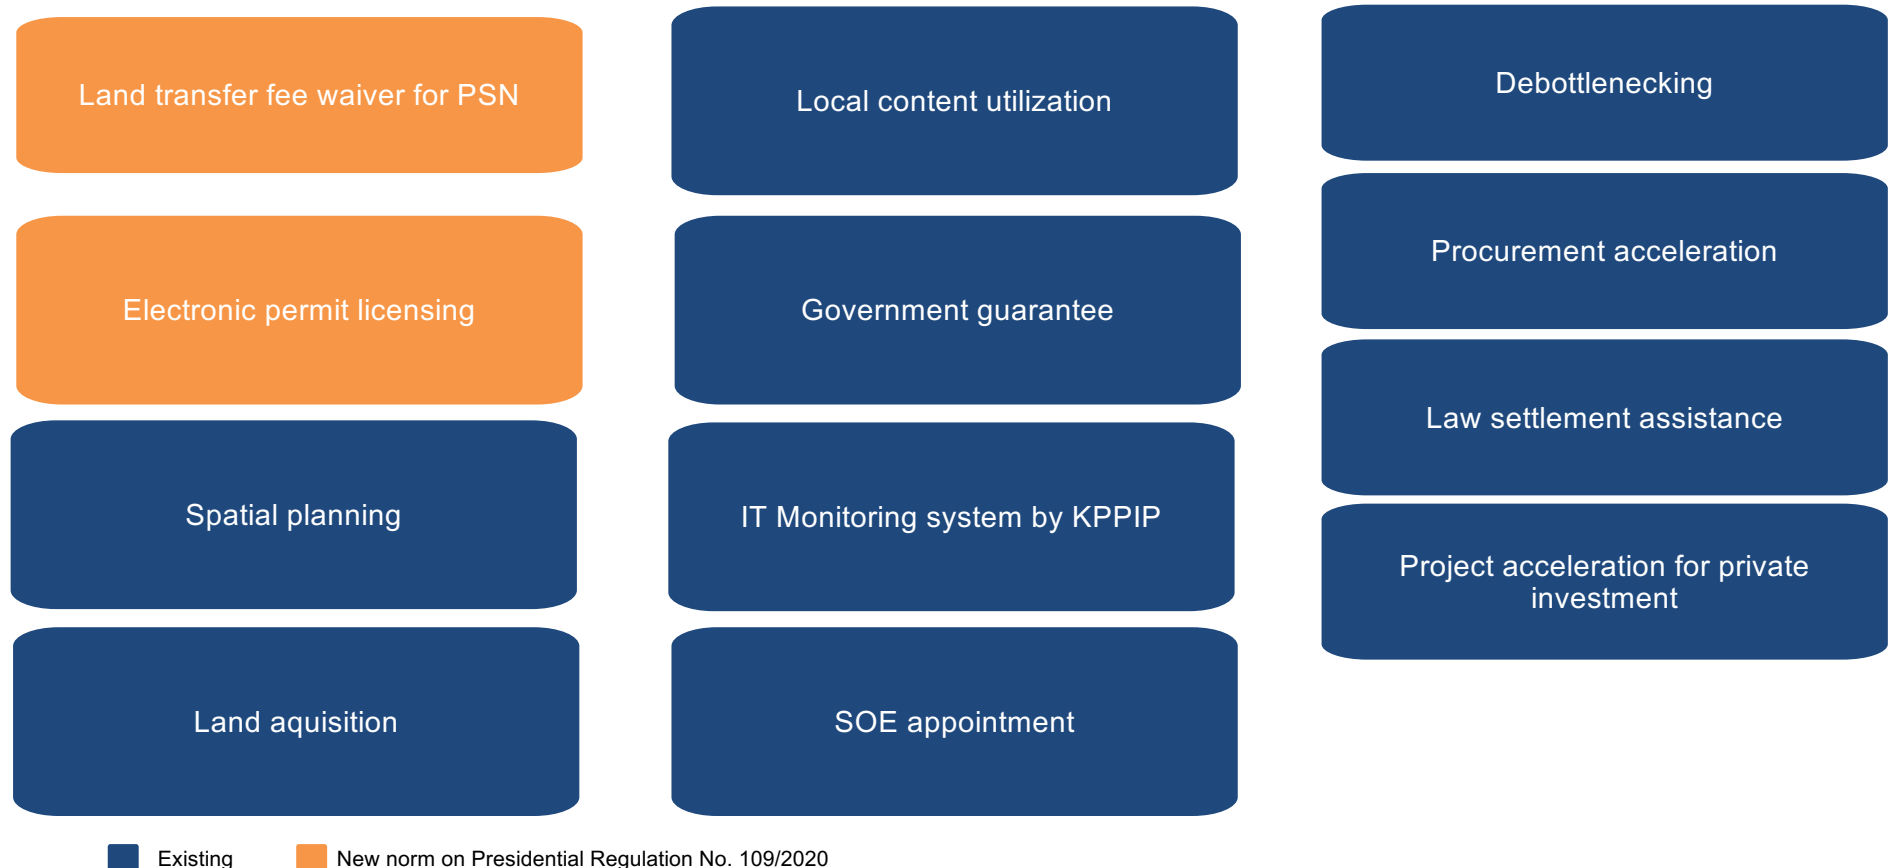 Land transfer fee waiver for PSN
Electronic permit licensing
Spatial planning
Land aquisition
Local content utilization
Government guarantee
IT Monitoring system by KPPIP
SOE appointment
Debottlenecking
Procurement acceleration
Law settlement assistance
Project acceleration for private
investment
Existing
New norm on Presidential Regulation No. 109/2020